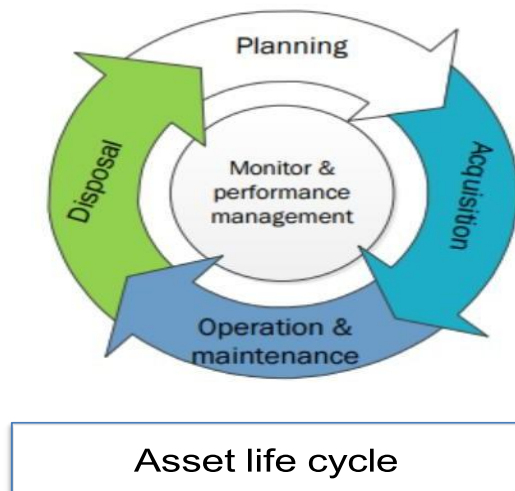 Planning
Acquisition
Monitor &
performance
management
Disposal
Operation &
maintenance
Asset life cycle